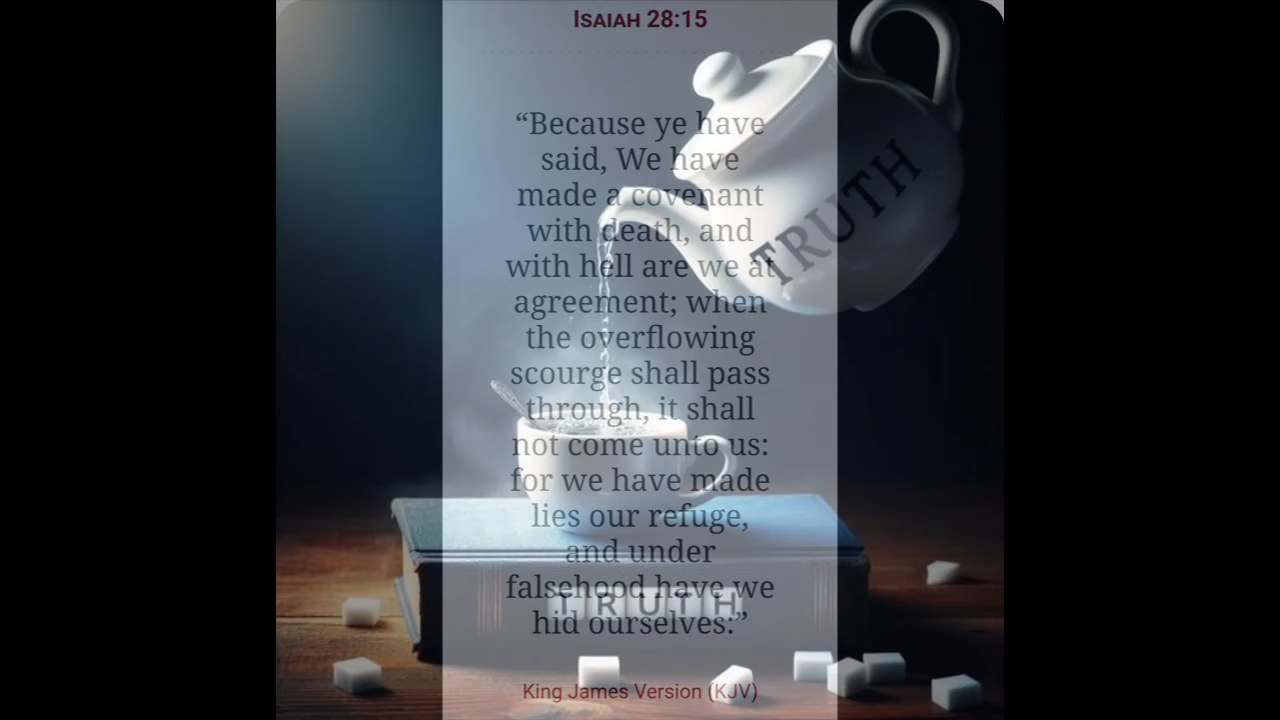 Isaiah 28:15
“Because ye have
said, We have
made a covenant
with death, and
with hell are we at
agreement; when
the overflowing
scourge shall pass
through, it shall
not come unto us:
for we have made
lies our refuge,
and under
falsehood have we
hid ourselves:”
King James Version (KJV)
TRUTH
TRUTH